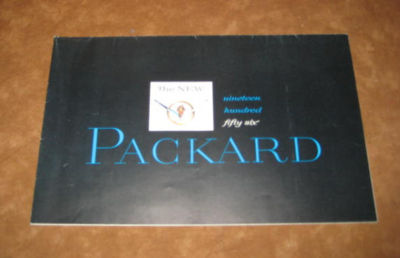 The NEW
nineteen
hundred
fifty six
PACKARD